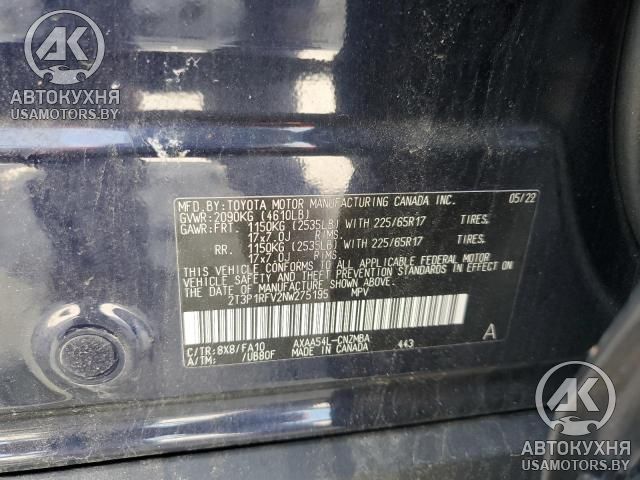 AK
АВТОКУХНЯ
USAMOTORS.BY
MFD.BY: TOYOTA MOTOR MANUFACTURING CANADA INC. 05/22
GVWR: 2090KG (4610LB)
GAWR: FRT. 1150KG (2535LB) WITH 225/65R17 TIRES,
17x7.0J RIMS,
RR. 1150KG (2535LB) WITH 225/65R17 TIRES,
17x7.0J RIMS,
THIS VEHICLE CONFORMS TO ALL APPLICABLE FEDERAL MOTOR
VEHICLE SAFETY AND THEFT PREVENTION STANDARDS IN EFFECT
ON THE DATE OF MANUFACTURE SHOWN ABOVE.
2T3P1RFV2NW275195 MPV
C/TR: 8X8/FA10 AXAA54L-CNZMBA 443 A
A/TM: /UB80F MADE IN CANADA
AK
АВТОКУХНЯ
USAMOTORS.BY